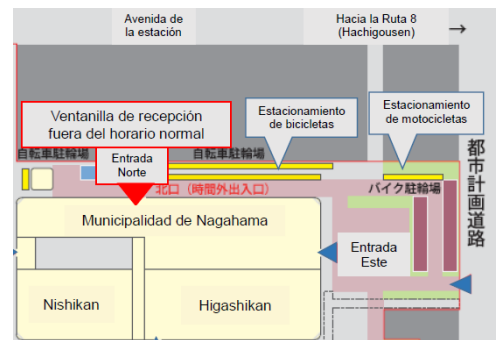 Avenida de
la estación
Hacia la Ruta 8
(Hachigousen)
→
Ventanilla de recepción
fuera del horario normal
Estacionamiento
de bicicletas
Estacionamiento
de motocicletas
自転車駐輪場
自転車駐輪場
Entrada
Norte
北口（時間外出入口）
バイク駐輪場
都市計画道路
Municipalidad de Nagahama
Entrada
Este
Nishikan
Higashikan